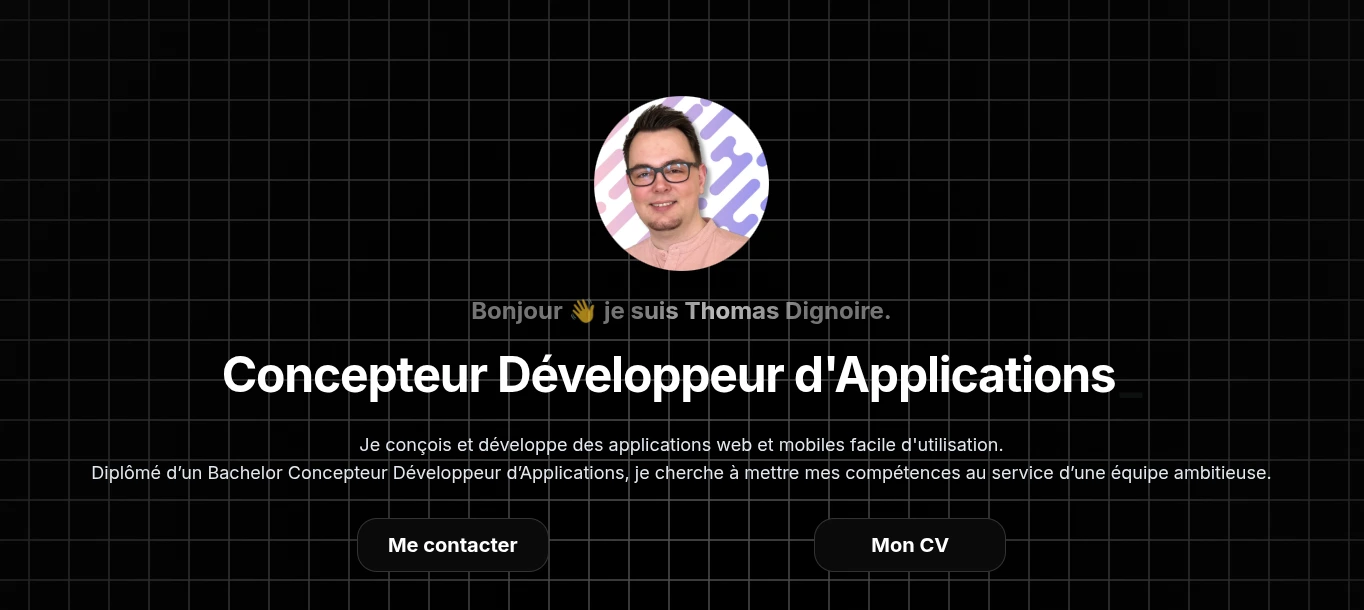 Bonjour 👋 je suis Thomas Dignoire.
Concepteur Développeur d'Applications_
Je conçois et développe des applications web et mobiles facile d'utilisation.
Diplômé d’un Bachelor Concepteur Développeur d’Applications, je cherche à mettre mes compétences au service d’une équipe ambitieuse.
Me contacter
Mon CV